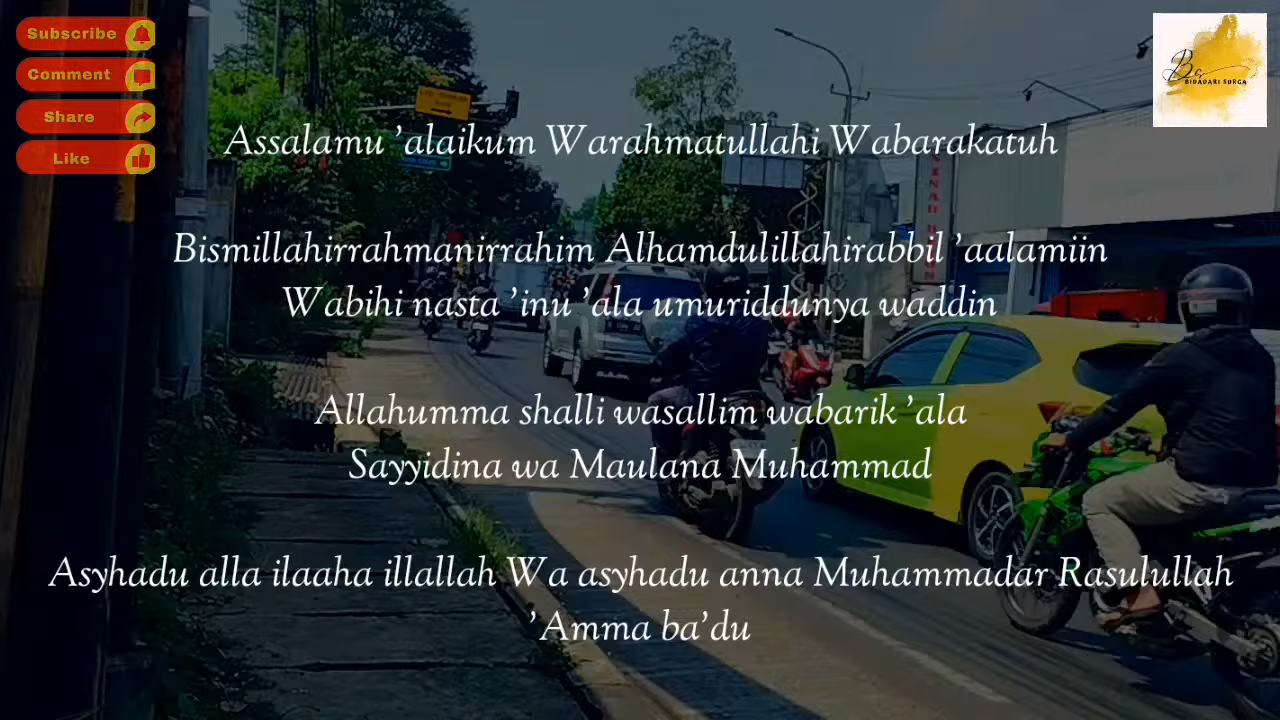 Subscribe
Comment
Share
Like
BIDADARI SURGA
Assalamu 'alaikum Warahmatullahi Wabarakatuh
Bismillahirrahmanirrahim Alhamdulillahirabbil 'aalamiin
Wabihi nasta 'inu 'ala umuriddunya waddin
Allahumma shalli wasallim wabarik 'ala
Sayyidina wa Maulana Muhammad
Asyhadu alla ilaaha illallah Wa asyhadu anna Muhammadar Rasulullah
'Amma ba'du